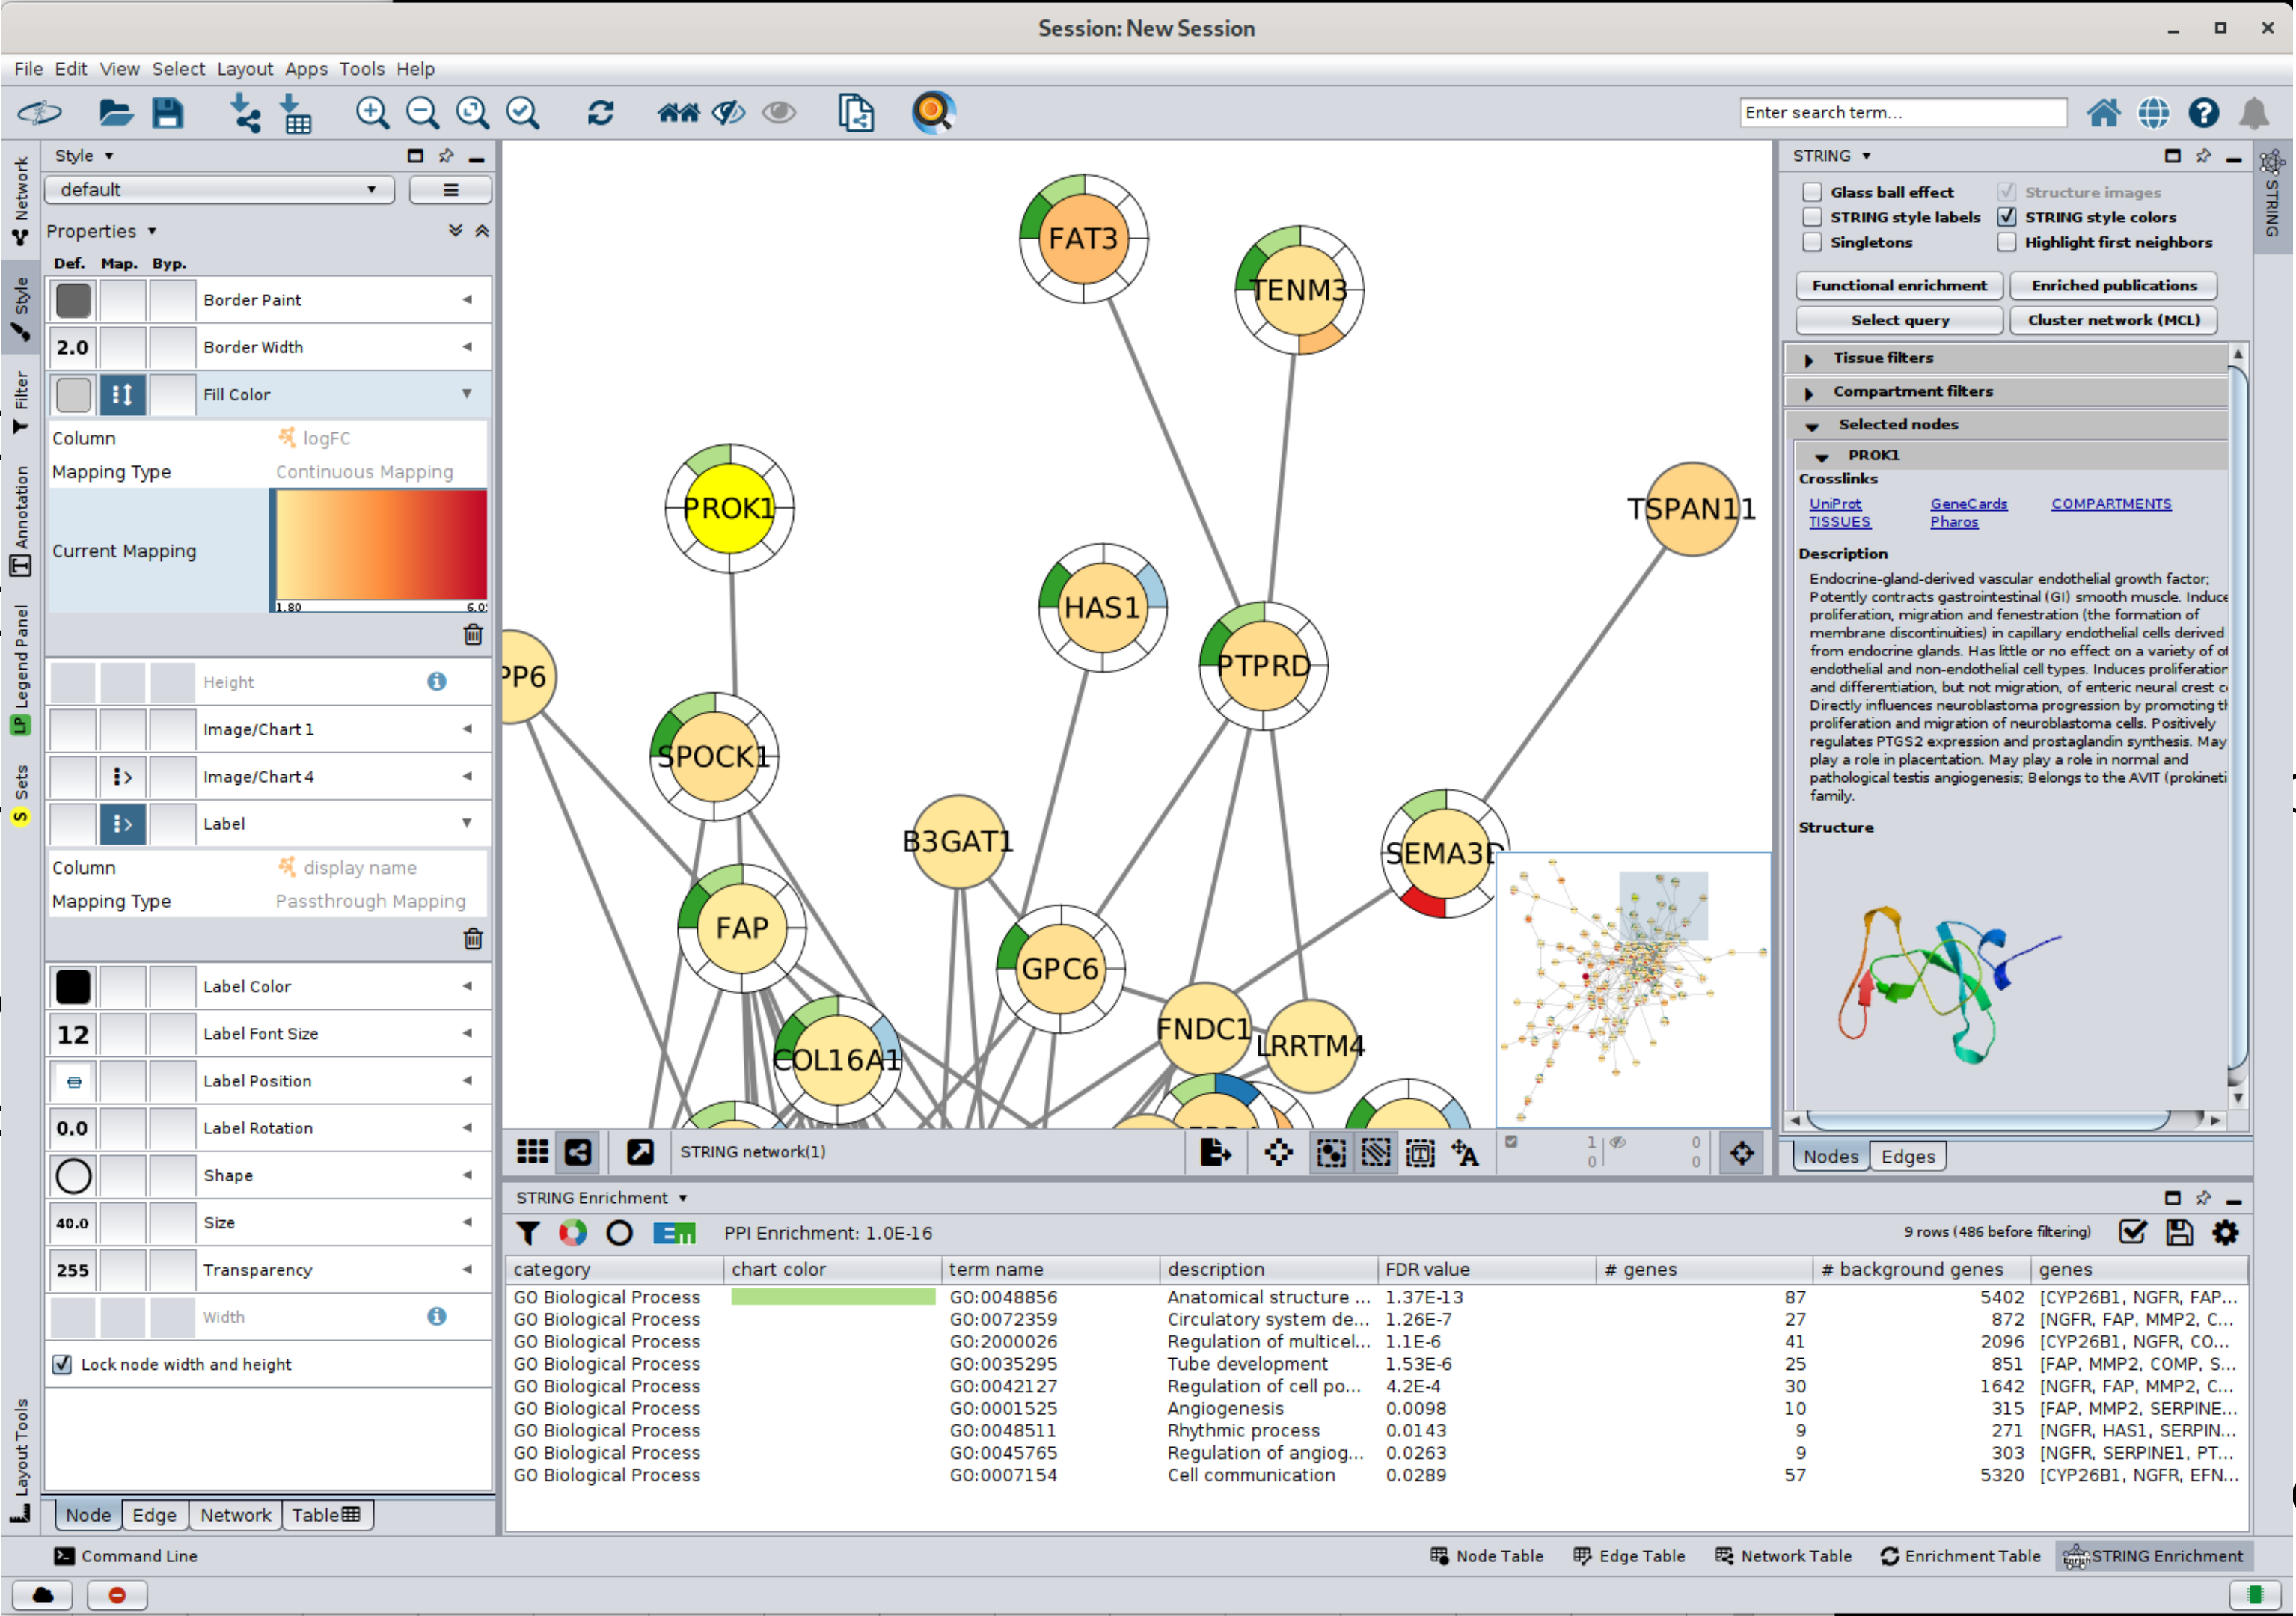 Session: New Session
File Edit View Select Layout Apps Tools Help
Enter search term...
Network
Style
Filter
Annotation
Legend Panel
Sets
Layout Tools
Style
default
Properties
Def. Map. Byp.
Border Paint
2.0 Border Width
Fill Color
Column logFC
Mapping Type Continuous Mapping
Current Mapping
1.80
Height
Image/Chart 1
Image/Chart 4
Label
Column display name
Mapping Type Passthrough Mapping
Label Color
12 Label Font Size
Label Position
0.0 Label Rotation
Shape
40.0 Size
255 Transparency
Width
Lock node width and height
Node Edge Network Table
FAT3
TENM3
PROK1
TSPAN11
HAS1
PTPRD
PP6
SPOCK1
B3GAT1
SEMA3
FAP
GPC6
FNDC1
LRRTM4
COL16A1
STRING network(1)
1 0
0 0
STRING
STRING
Glass ball effect Structure images
STRING style labels STRING style colors
Singletons Highlight first neighbors
Functional enrichment Enriched publications
Select query Cluster network (MCL)
Tissue filters
Compartment filters
Selected nodes
PROK1
Crosslinks
UniProt GeneCards COMPARTMENTS
TISSUES Pharos
Description
Endocrine-gland-derived vascular endothelial growth factor;
Potently contracts gastrointestinal (GI) smooth muscle. Induce
proliferation, migration and fenestration (the formation of
membrane discontinuities) in capillary endothelial cells derived
from endocrine glands. Has little or no effect on a variety of ot
endothelial and non-endothelial cell types. Induces proliferation
and differentiation, but not migration, of enteric neural crest c
Directly influences neuroblastoma progression by promoting th
proliferation and migration of neuroblastoma cells. Positively
regulates PTGS2 expression and prostaglandin synthesis. May
play a role in placentation. May play a role in normal and
pathological testis angiogenesis; Belongs to the AVIT (prokineti
family.
Structure
Nodes Edges
STRING Enrichment
PPI Enrichment: 1.0E-16
9 rows (486 before filtering)
category chart color term name description FDR value # genes # background genes genes
GO Biological Process GO:0048856 Anatomical structure ... 1.37E-13 87 5402 [CYP26B1, NGFR, FAP...
GO Biological Process GO:0072359 Circulatory system de... 1.26E-7 27 872 [NGFR, FAP, MMP2, C...
GO Biological Process GO:2000026 Regulation of multicel... 1.1E-6 41 2096 [CYP26B1, NGFR, CO...
GO Biological Process GO:0035295 Tube development 1.53E-6 25 851 [FAP, MMP2, COMP, S...
GO Biological Process GO:0042127 Regulation of cell po... 4.2E-4 30 1642 [NGFR, FAP, MMP2, C...
GO Biological Process GO:0001525 Angiogenesis 0.0098 10 315 [FAP, MMP2, SERPINE...
GO Biological Process GO:0048511 Rhythmic process 0.0143 9 271 [NGFR, HAS1, SERPIN...
GO Biological Process GO:0045765 Regulation of angiog... 0.0263 9 303 [NGFR, SERPINE1, PT...
GO Biological Process GO:0007154 Cell communication 0.0289 57 5320 [CYP26B1, NGFR, EFN...
Command Line
Node Table Edge Table Network Table Enrichment Table STRING Enrichment